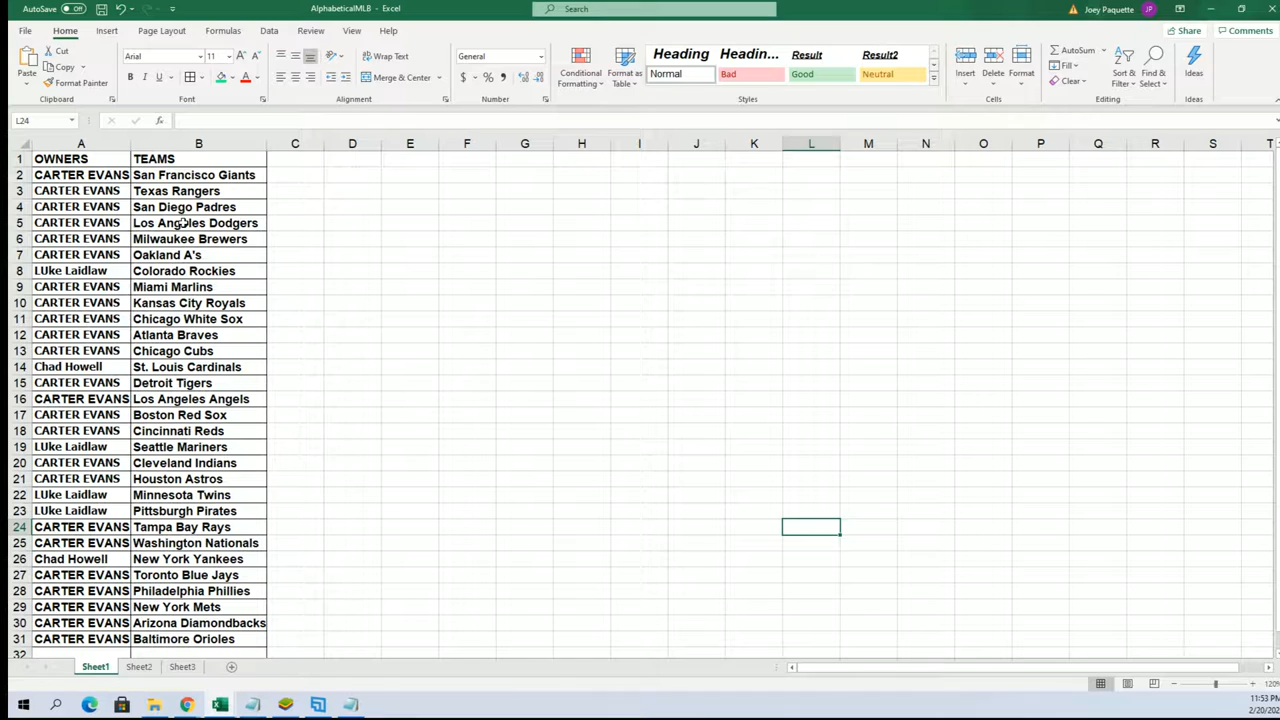 AutoSave Off AlphabeticalMLB - Excel Search Joey Paquette JP
File Home Insert Page Layout Formulas Data Review View Help Share Comments
Paste Cut Copy Format Painter Clipboard
Arial 11 Font
Wrap Text Merge & Center Alignment
General Number
Conditional Formatting Format as Table
Heading Headin... Result Result2
Normal Bad Good Neutral
Styles
Insert Delete Format Cells
AutoSum Fill Clear Sort & Filter Find & Select Editing
Ideas Ideas
L24 fx
A B C D E F G H I J K L M N O P Q R S T
1 OWNERS TEAMS
2 CARTER EVANS San Francisco Giants
3 CARTER EVANS Texas Rangers
4 CARTER EVANS San Diego Padres
5 CARTER EVANS Los Angeles Dodgers
6 CARTER EVANS Milwaukee Brewers
7 CARTER EVANS Oakland A's
8 LUke Laidlaw Colorado Rockies
9 CARTER EVANS Miami Marlins
10 CARTER EVANS Kansas City Royals
11 CARTER EVANS Chicago White Sox
12 CARTER EVANS Atlanta Braves
13 CARTER EVANS Chicago Cubs
14 Chad Howell St. Louis Cardinals
15 CARTER EVANS Detroit Tigers
16 CARTER EVANS Los Angeles Angels
17 CARTER EVANS Boston Red Sox
18 CARTER EVANS Cincinnati Reds
19 LUke Laidlaw Seattle Mariners
20 CARTER EVANS Cleveland Indians
21 CARTER EVANS Houston Astros
22 LUke Laidlaw Minnesota Twins
23 LUke Laidlaw Pittsburgh Pirates
24 CARTER EVANS Tampa Bay Rays
25 CARTER EVANS Washington Nationals
26 Chad Howell New York Yankees
27 CARTER EVANS Toronto Blue Jays
28 CARTER EVANS Philadelphia Phillies
29 CARTER EVANS New York Mets
30 CARTER EVANS Arizona Diamondbacks
31 CARTER EVANS Baltimore Orioles
32
Sheet1 Sheet2 Sheet3
120%
11:53 PM
2/20/202